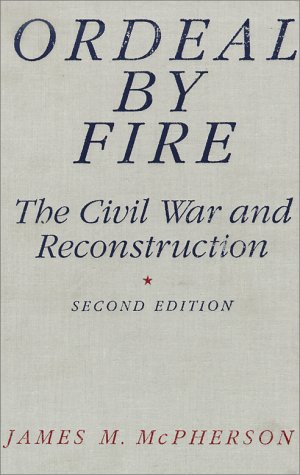 ORDEAL
BY
FIRE
The Civil War and
Reconstruction
SECOND EDITION
JAMES M. McPHERSON